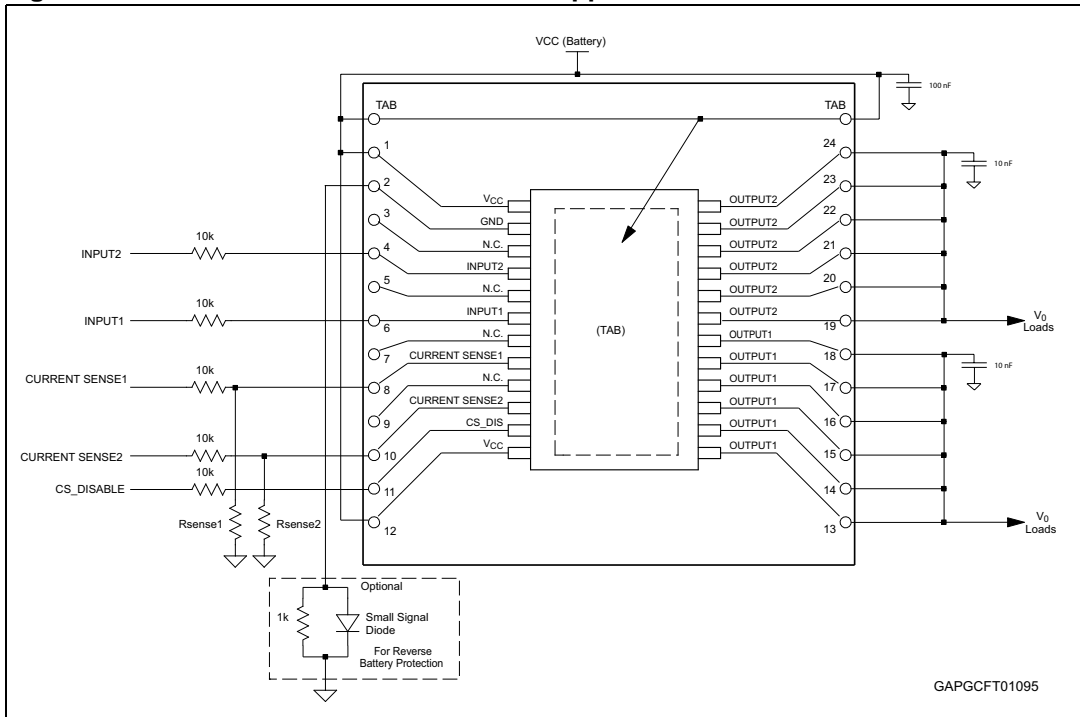 VCC (Battery)
100 nF
TAB
TAB
1
24
10 nF
2
23
VCC
OUTPUT2
3
GND
OUTPUT2
22
N.C.
OUTPUT2
10k
4
21
INPUT2
INPUT2
OUTPUT2
5
N.C.
OUTPUT2
20
10k
INPUT1
INPUT1
OUTPUT2
V0
Loads
6
19
N.C.
(TAB)
OUTPUT1
7
18
10 nF
CURRENT SENSE1
10k
CURRENT SENSE1
OUTPUT1
8
17
N.C.
OUTPUT1
9
16
CURRENT SENSE2
OUTPUT1
10k
CURRENT SENSE2
CS_DIS
OUTPUT1
10
15
10k
VCC
OUTPUT1
CS_DISABLE
11
14
Rsense1
Rsense2
12
13
V0
Loads
Optional
1k
Small Signal
Diode
For Reverse
Battery Protection
GAPGCFT01095